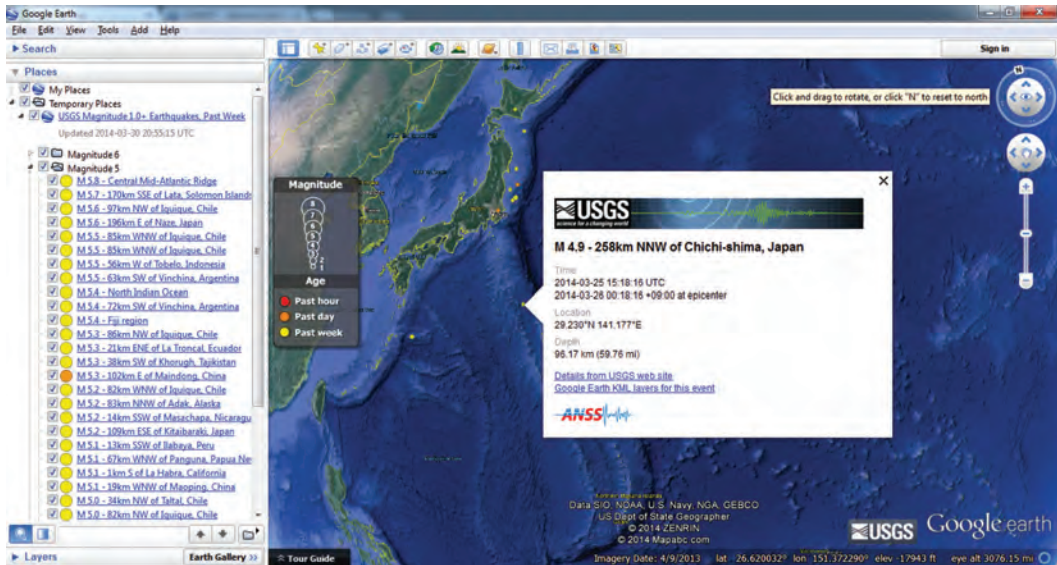 Google Earth
File Edit View Tools Add Help
Search
Sign in
Places
My Places
Temporary Places
USGS Magnitude 1.0+ Earthquakes, Past Week
Updated 2014-03-30 20:55:15 UTC
Magnitude 6
Magnitude 5
M 5.8 - Central Mid-Atlantic Ridge
M 5.7 - 170km SSE of Lata, Solomon Islands
M 5.6 - 97km NW of Iquique, Chile
M 5.6 - 196km E of Naze, Japan
M 5.5 - 85km WNW of Iquique, Chile
M 5.5 - 85km WNW of Iquique, Chile
M 5.5 - 56km W of Tobelo, Indonesia
M 5.5 - 63km SW of Vinchina, Argentina
M 5.4 - North Indian Ocean
M 5.4 - 72km SW of Vinchina, Argentina
M 5.4 - Fiji region
M 5.3 - 86km NW of Iquique, Chile
M 5.3 - 21km ENE of La Troncal, Ecuador
M 5.3 - 38km SW of Khorugh, Tajikistan
M 5.3 - 102km E of Maindong, China
M 5.2 - 82km WNW of Iquique, Chile
M 5.2 - 83km NNW of Adak, Alaska
M 5.2 - 14km SSW of Masachapa, Nicaragu
M 5.2 - 109km ESE of Kitaibaraki, Japan
M 5.1 - 13km SSW of Ilabaya, Peru
M 5.1 - 67km WNW of Panguna, Papua Ne
M 5.1 - 1km S of La Habra, California
M 5.1 - 19km WNW of Maoping, China
M 5.0 - 34km NW of Taltal, Chile
M 5.0 - 82km NW of Iquique, Chile
Layers
Earth Gallery >>
Magnitude
8
7
6
5
4
3
2
1
Age
Past hour
Past day
Past week
N
Click and drag to rotate, or click "N" to reset to north
USGS
science for a changing world
M 4.9 - 258km NNW of Chichi-shima, Japan
Time
2014-03-25 15:18:16 UTC
2014-03-26 00:18:16 +09:00 at epicenter
Location
29.230°N 141.177°E
Depth
96.17 km (59.76 mi)
Details from USGS web site
Google Earth KML layers for this event
ANSS
Data SIO, NOAA, U.S. Navy, NGA, GEBCO
US Dept of State Geographer
© 2014 ZENRIN
© 2014 Mapabc.com
USGS
Google earth
Tour Guide
Imagery Date: 4/9/2013 lat -26.620032° lon 151.372290° elev -17943 ft eye alt 3076.15 mi